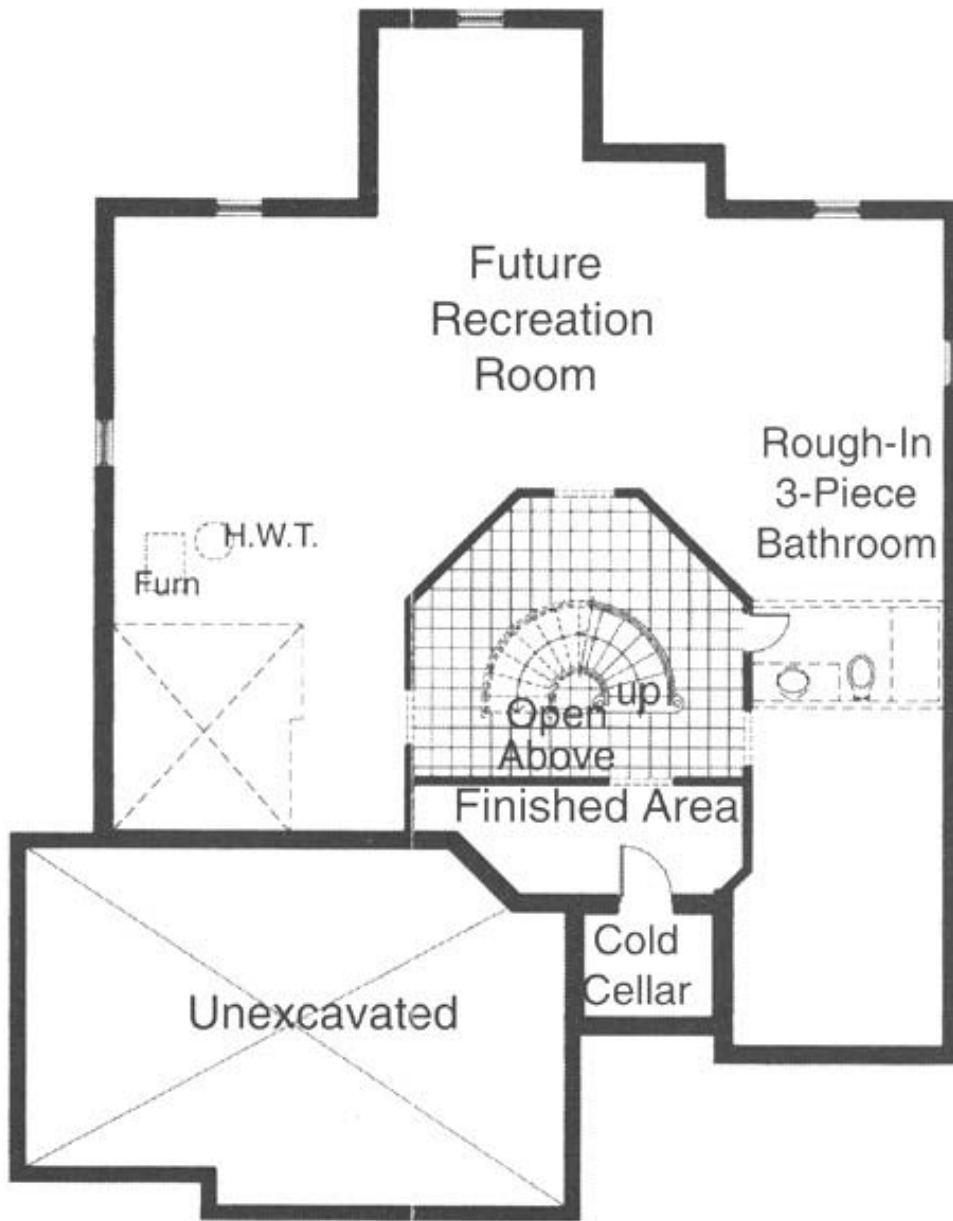 Future
Recreation
Room
Rough-In
3-Piece
Bathroom
H.W.T.
Furn
up
Open
Above
Finished Area
Cold
Cellar
Unexcavated